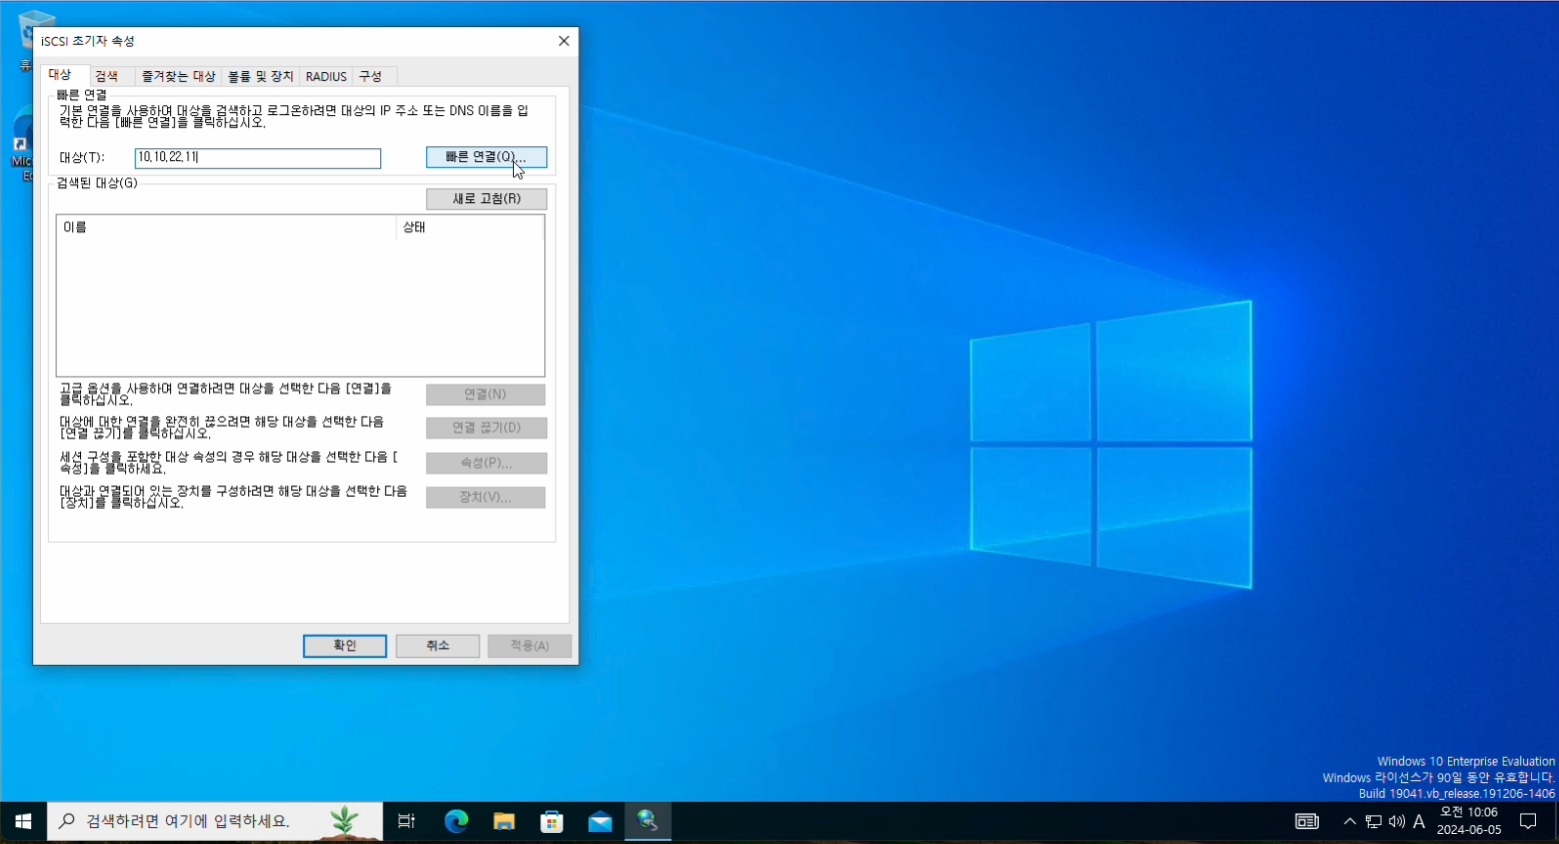 iSCSI 초기자 속성
대상 검색 즐겨찾는 대상 볼륨 및 장치 RADIUS 구성
빠른 연결
기본 연결을 사용하여 대상을 검색하고 로그온하려면 대상의 IP 주소 또는 DNS 이름을 입
력한 다음 [빠른 연결]을 클릭하십시오.
대상(T): 10.10.22.11 빠른 연결(Q)...
검색된 대상(G)
새로 고침(R)
이름 상태
고급 옵션을 사용하여 연결하려면 대상을 선택한 다음 [연결]을
클릭하십시오.
연결(N)
대상에 대한 연결을 완전히 끊으려면 해당 대상을 선택한 다음
[연결 끊기]를 클릭하십시오.
연결 끊기(D)
세션 구성을 포함한 대상 속성의 경우 해당 대상을 선택한 다음 [
속성]을 클릭하세요.
속성(P)...
대상과 연결되어 있는 장치를 구성하려면 해당 대상을 선택한 다음
[장치]를 클릭하십시오.
장치(V)...
확인 취소 적용(A)
Windows 10 Enterprise Evaluation
Windows 라이선스가 90일 동안 유효합니다.
Build 19041.vb_release.191206-1406
검색하려면 여기에 입력하세요.
A
오전 10:06
2024-06-05